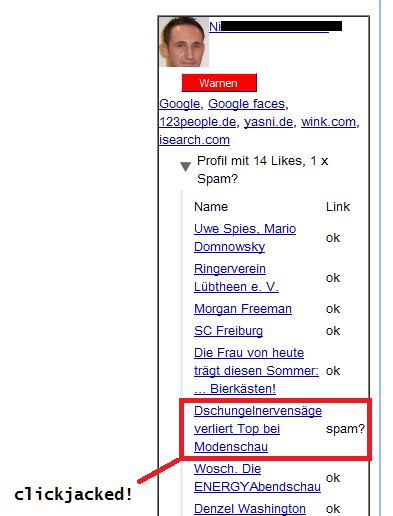 Ni
Warnen
Google, Google faces,
123people.de, yasni.de, wink.com,
isearch.com
Profil mit 14 Likes, 1 x
Spam?
Name Link
Uwe Spies, Mario
Domnowsky ok
Ringerverein
Lübtheen e. V. ok
Morgan Freeman ok
SC Freiburg ok
Die Frau von heute
trägt diesen Sommer: ok
... Bierkästen!
Dschungelnervensäge
verliert Top bei spam?
Modenschau
clickjacked!
Wosch. Die
ENERGYAbendschau ok
Denzel Washington ok